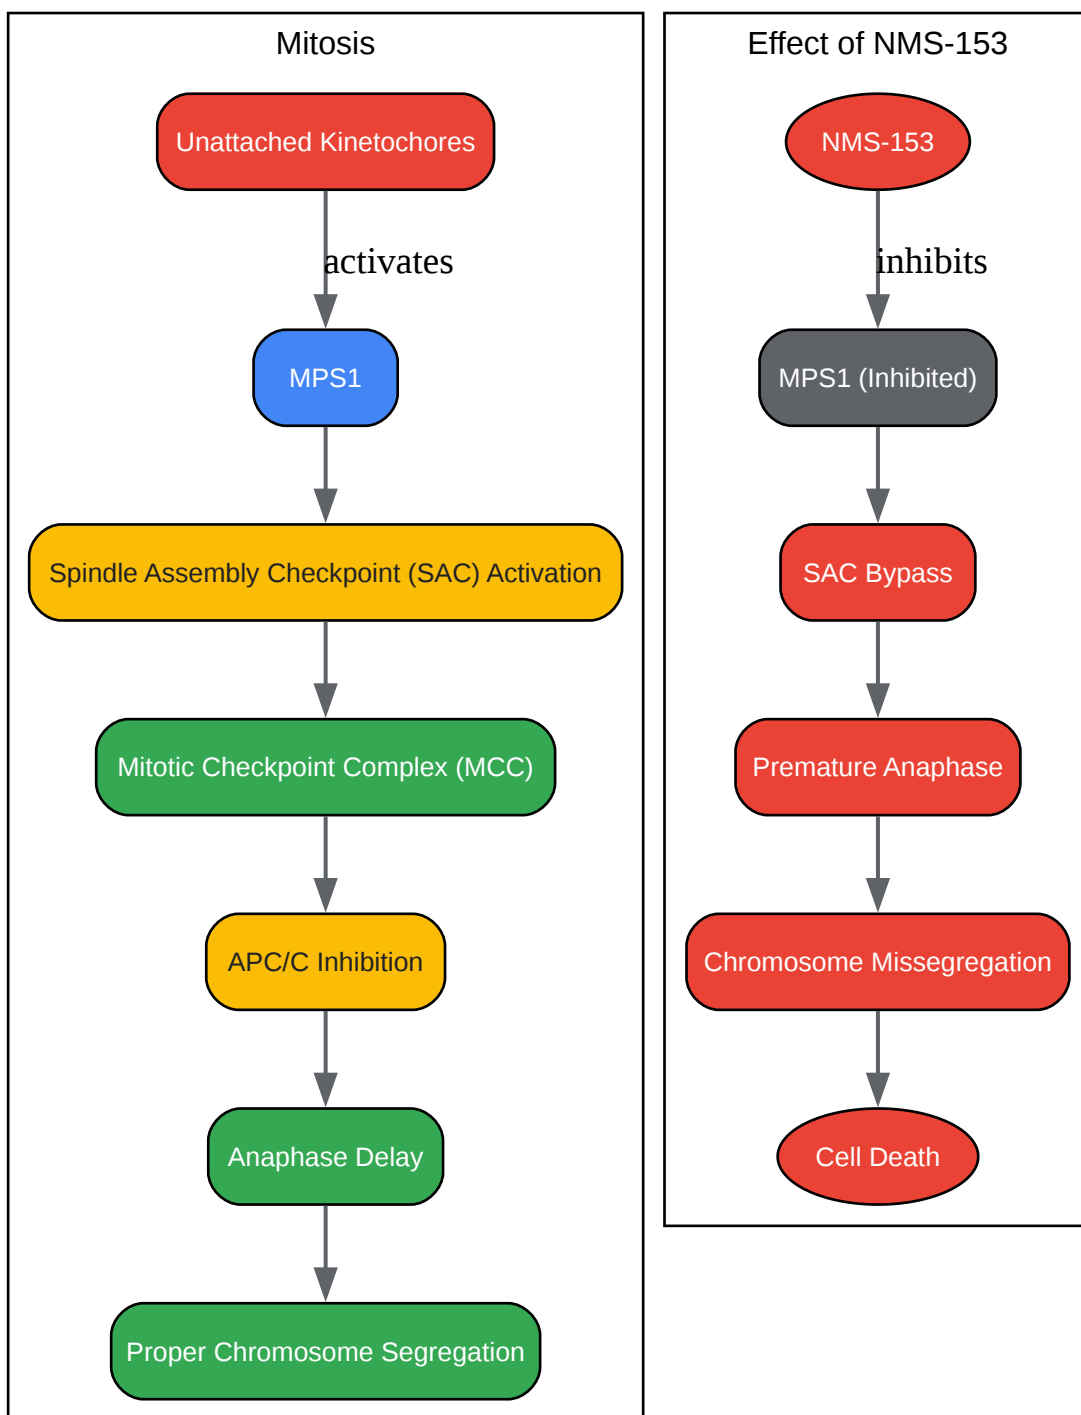 Mitosis
Unattached Kinetochores
activates
MPS1
Spindle Assembly Checkpoint (SAC) Activation
Mitotic Checkpoint Complex (MCC)
APC/C Inhibition
Anaphase Delay
Proper Chromosome Segregation
Effect of NMS-153
NMS-153
inhibits
MPS1 (Inhibited)
SAC Bypass
Premature Anaphase
Chromosome Missegregation
Cell Death